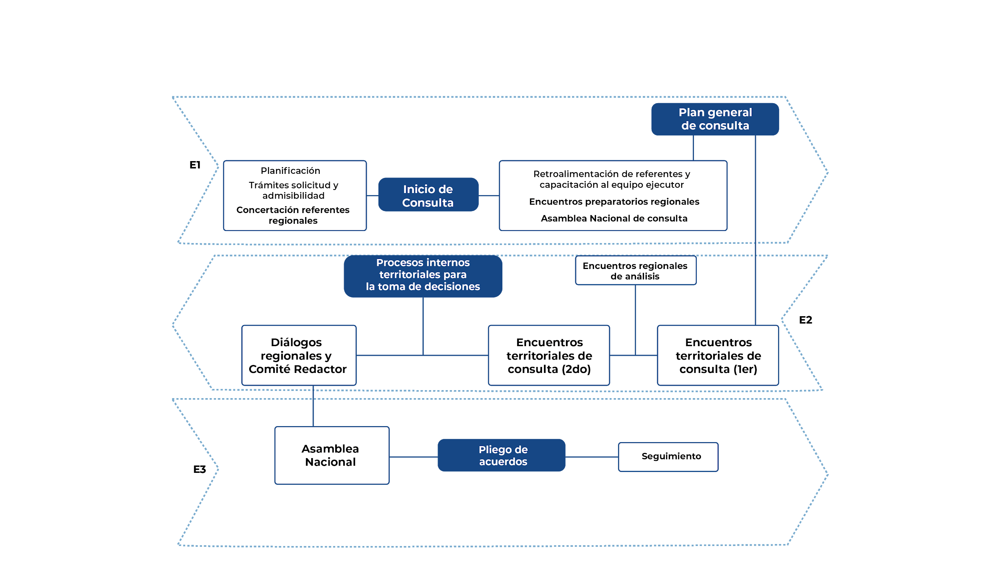 Plan general
de consulta
E1
Planificación
Trámites solicitud y
admisibilidad
Concertación referentes
regionales
Inicio de
Consulta
Retroalimentación de referentes y
capacitación al equipo ejecutor
Encuentros preparatorios regionales
Asamblea Nacional de consulta
Procesos internos
territoriales para
la toma de decisiones
Encuentros regionales
de análisis
E2
Diálogos
regionales y
Comité Redactor
Encuentros
territoriales de
consulta (2do)
Encuentros
territoriales de
consulta (1er)
E3
Asamblea
Nacional
Pliego de
acuerdos
Seguimiento